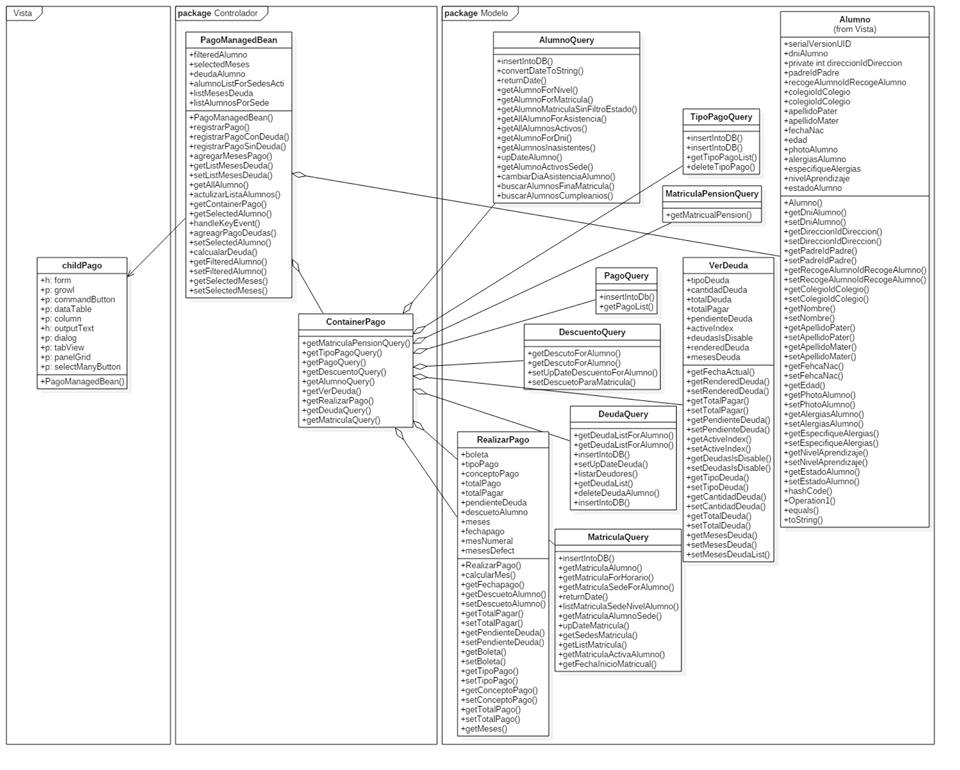 Vista
package Controlador
package Modelo
childPago
+h: form
+p: growl
+p: commandButton
+p: dataTable
+p: column
+h: outputText
+p: dialog
+p: tabView
+p: panelGrid
+p: selectManyButton
+PagoManagedBean()
PagoManagedBean
+filteredAlumno
+selectedMeses
+deudaAlumno
+alumnoListForSedesActi
+listMesesDeuda
+listAlumnosPorSede
+PagoManagedBean()
+registrarPago()
+registrarPagoConDeuda()
+registrarPagoSinDeuda()
+agregarMesesPago()
+getListMesesDeuda()
+setListMesesDeuda()
+getAllAlumno()
+actulizarListaAlumnos()
+getContainerPago()
+getSelectedAlumno()
+handleKeyEvent()
+agreagrPagoDeudas()
+setSelectedAlumno()
+calcualarDeuda()
+getFilteredAlumno()
+setFilteredAlumno()
+getSelectedMeses()
+setSelectedMeses()
ContainerPago
+getMatriculaPensionQuery()
+getTipoPagoQuery()
+getPagoQuery()
+getDescuentoQuery()
+getAlumnoQuery()
+getVerDeuda()
+getRealizarPago()
+getDeudaQuery()
+getMatriculaQuery()
AlumnoQuery
+insertIntoDB()
+convertDateToString()
+returnDate()
+getAlumnoForNivel()
+getAlumnoForMatricula()
+getAlumnoMatriculaSinFiltroEstado()
+getAllAlumnoForAsistencia()
+getAllAlumnosActivos()
+getAlumnoForDni()
+getAlumnosInasistentes()
+upDateAlumno()
+getAlumnoActivosSede()
+cambiarDiaAsistenciaAlumno()
+buscarAlumnosFinaMatricula()
+buscarAlumnosCumpleanios()
TipoPagoQuery
+insertIntoDB()
+insertIntoDB()
+getTipoPagoList()
+deleteTipoPago()
MatriculaPensionQuery
+getMatricualPension()
PagoQuery
+insertIntoDb()
+getPagoList()
DescuentoQuery
+getDescutoForAlumno()
+getDescutoForAlumno()
+setUpDateDescuentoForAlumno()
+setDescuetoParaMatricula()
DeudaQuery
+getDeudaListForAlumno()
+getDeudaListForAlumno()
+insertIntoDB()
+setUpDateDeuda()
+listarDeudores()
+getDeudaList()
+deleteDeudaAlumno()
+insertIntoDB()
RealizarPago
+boleta
+tipoPago
+conceptoPago
+totalPago
+totalPagar
+pendienteDeuda
+descuetoAlumno
+meses
+fechapago
+mesNumeral
+mesesDefect
+RealizarPago()
+calcularMes()
+getFechapago()
+getDescuetoAlumno()
+setDescuetoAlumno()
+getTotalPagar()
+setTotalPagar()
+getPendienteDeuda()
+setPendienteDeuda()
+getBoleta()
+setBoleta()
+getTipoPago()
+setTipoPago()
+getConceptoPago()
+setConceptoPago()
+getTotalPago()
+setTotalPago()
+getMeses()
MatriculaQuery
+insertIntoDB()
+getMatriculaAlumno()
+getMatriculaForHorario()
+getMatriculaSedeForAlumno()
+returnDate()
+listMatriculaSedeNivelAlumno()
+getMatriculaAlumnoSede()
+upDateMatricula()
+getSedesMatricula()
+getListMatricula()
+getMatriculaActivaAlumno()
+getFechaInicioMatricual()
VerDeuda
+tipoDeuda
+cantidadDeuda
+totalDeuda
+totalPagar
+pendienteDeuda
+activeIndex
+deudasIsDisable
+renderedDeuda
+mesesDeuda
+getFechaActual()
+getRenderedDeuda()
+setRenderedDeuda()
+getTotalPagar()
+setTotalPagar()
+getPendienteDeuda()
+setPendienteDeuda()
+getActiveIndex()
+setActiveIndex()
+getDeudasIsDisable()
+setDeudasIsDisable()
+getTipoDeuda()
+setTipoDeuda()
+getCantidadDeuda()
+setCantidadDeuda()
+getTotalDeuda()
+setTotalDeuda()
+getMesesDeuda()
+setMesesDeuda()
+setMesesDeudaList()
Alumno
(from Vista)
+serialVersionUID
+dniAlumno
+private int direccionIdDireccion
+padreIdPadre
+recogeAlumnoIdRecogeAlumno
+colegioIdColegio
+colegioIdColegio
+apellidoPater
+apellidoMater
+fechaNac
+edad
+photoAlumno
+alergiasAlumno
+especifiqueAlergias
+nivelAprendizaje
+estadoAlumno
+Alumno()
+getDniAlumno()
+setDniAlumno()
+getDireccionIdDireccion()
+setDireccionIdDireccion()
+getPadreIdPadre()
+setPadreIdPadre()
+getRecogeAlumnoIdRecogeAlumno()
+setRecogeAlumnoIdRecogeAlumno()
+getColegioIdColegio()
+setColegioIdColegio()
+getNombre()
+setNombre()
+getApellidoPater()
+setApellidoPater()
+getApellidoMater()
+setApellidoMater()
+getFehcaNac()
+setFehcaNac()
+getEdad()
+getPhotoAlumno()
+setPhotoAlumno()
+getAlergiasAlumno()
+setAlergiasAlumno()
+getEspecifiqueAlergias()
+setEspecifiqueAlergias()
+getNivelAprendizaje()
+setNivelAprendizaje()
+getEstadoAlumno()
+setEstadoAlumno()
+hashCode()
+Operation1()
+equals()
+toString()